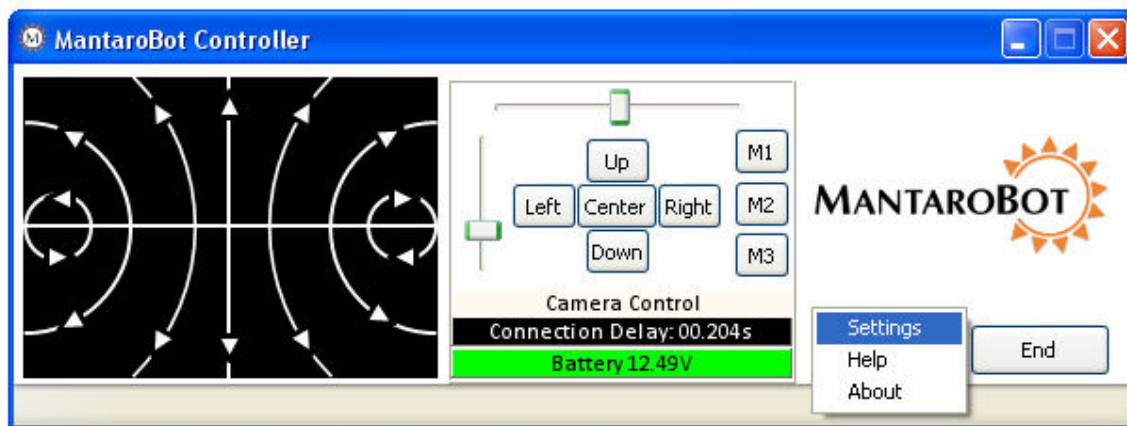 MantaroBot Controller
M1
Up
Left Center Right M2
Down M3
Camera Control
Connection Delay: 00.204s
Battery 12.49V
MANTAROBOT
Settings
Help
About
End